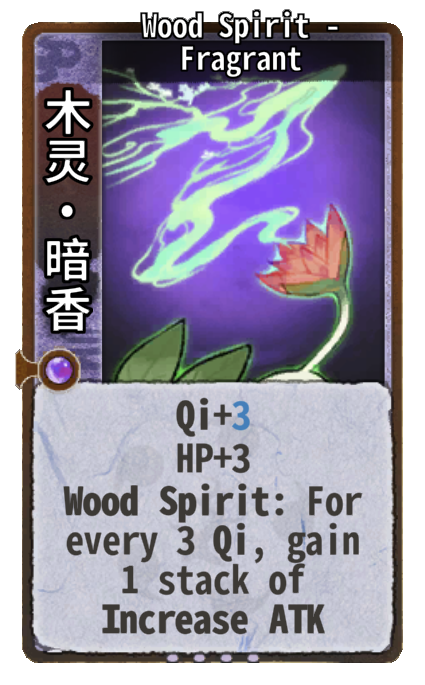 Wood Spirit -
Fragrant
木灵·暗香
Qi+3
HP+3
Wood Spirit: For
every 3 Qi, gain
1 stack of
Increase ATK